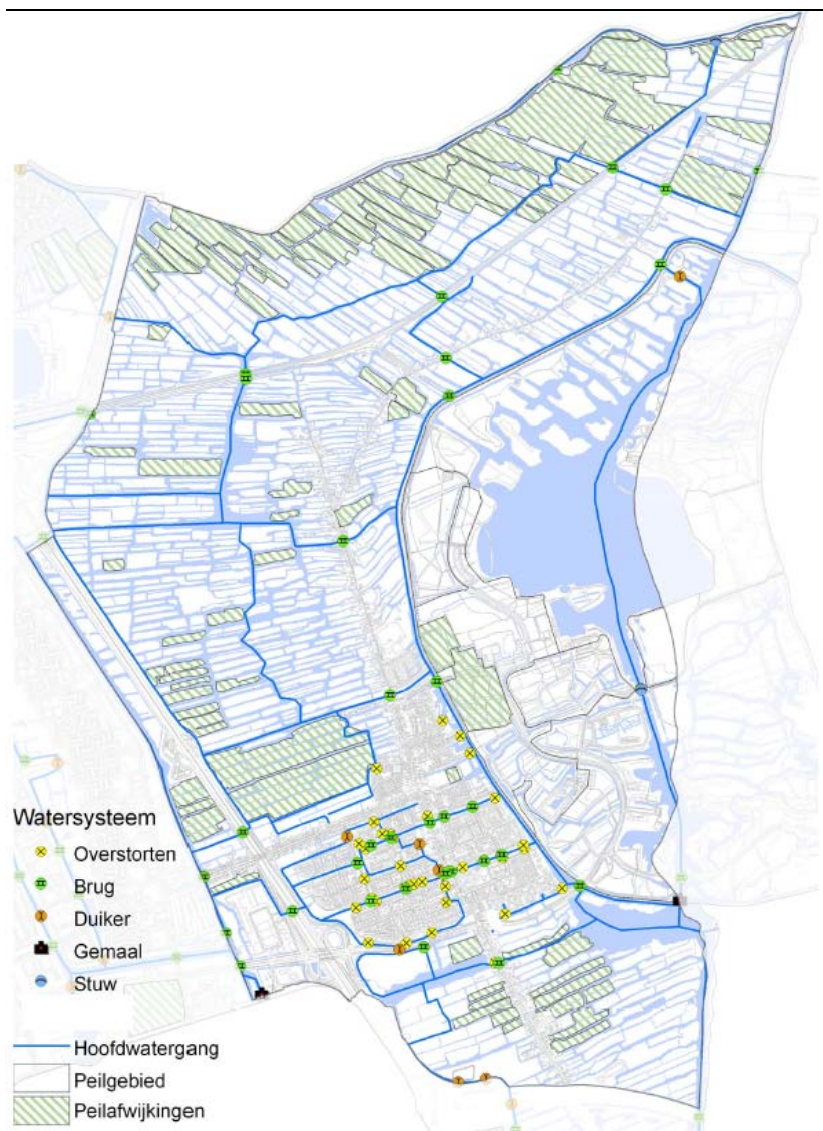 Watersysteem
Overstorten
Brug
Duiker
Gemaal
Stuw
Hoofdwatergang
Peilgebied
Peilafwijkingen